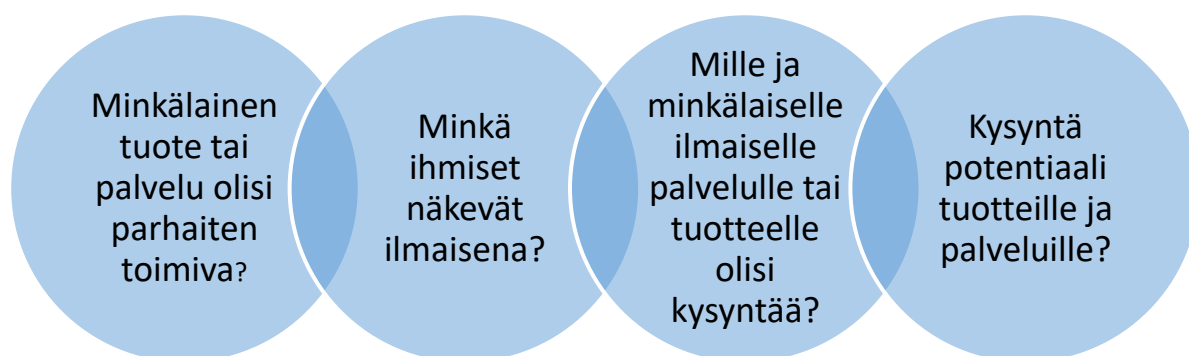 Minkälainen
tuote tai
palvelu olisi
parhaiten
toimiva?
Minkä
ihmiset
näkevät
ilmaisena?
Mille ja
minkälaiselle
ilmaiselle
palvelulle tai
tuotteelle
olisi
kysyntää?
Kysyntä
potentiaali
tuotteille ja
palveluille?